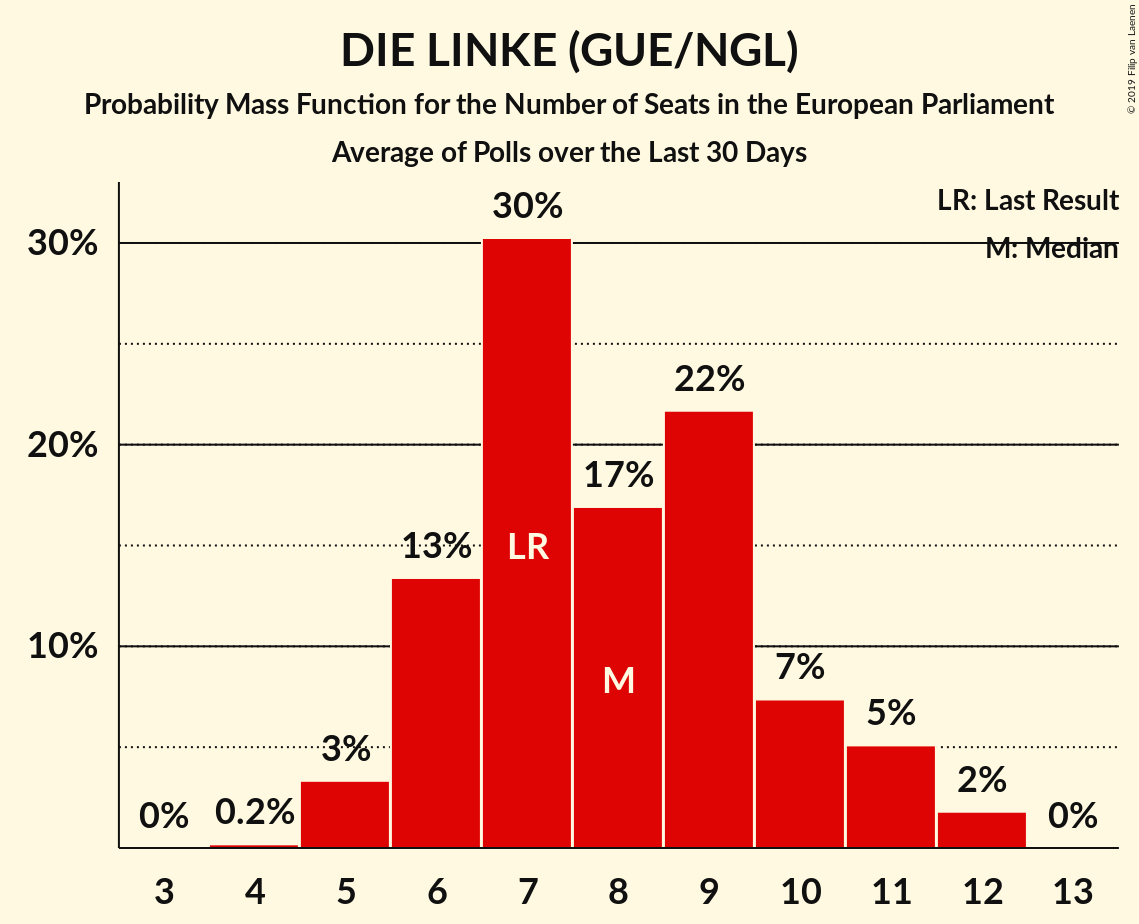 DIE LINKE (GUE/NGL)
Probability Mass Function for the Number of Seats in the European Parliament
Average of Polls over the Last 30 Days
© 2019 Filip van Laenen
LR: Last Result
M: Median
30%
20%
10%
0%
0.2%
3%
13%
30%
17%
22%
7%
5%
2%
0%
LR
M
3 4 5 6 7 8 9 10 11 12 13